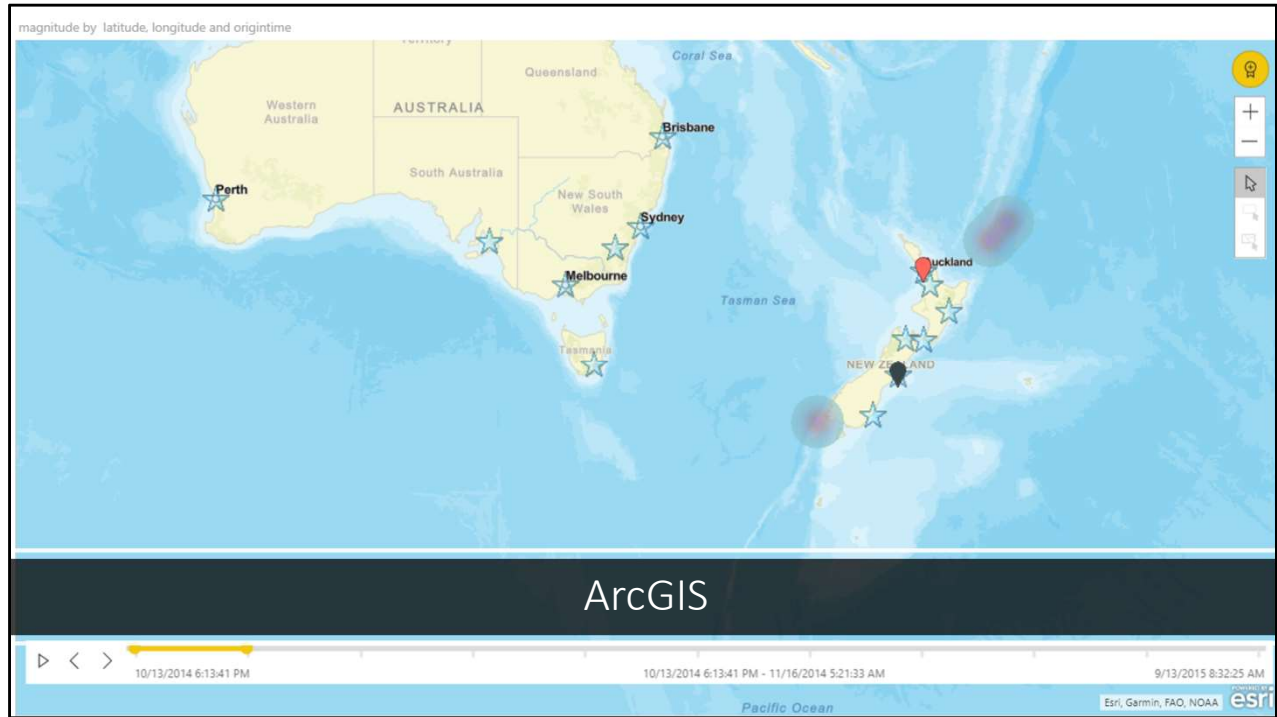 magnitude by latitude, longitude and origintime
Coral Sea
Queensland
Western
Australia
AUSTRALIA
Brisbane
South Australia
Perth
New South
Wales
Sydney
Auckland
Melbourne
Tasman Sea
Tasmania
NEW ZEALAND
ArcGIS
10/13/2014 6:13:41 PM
10/13/2014 6:13:41 PM - 11/16/2014 5:21:33 AM
9/13/2015 8:32:25 AM
Pacific Ocean
Esri, Garmin, FAO, NOAA
POWERED BY
esri